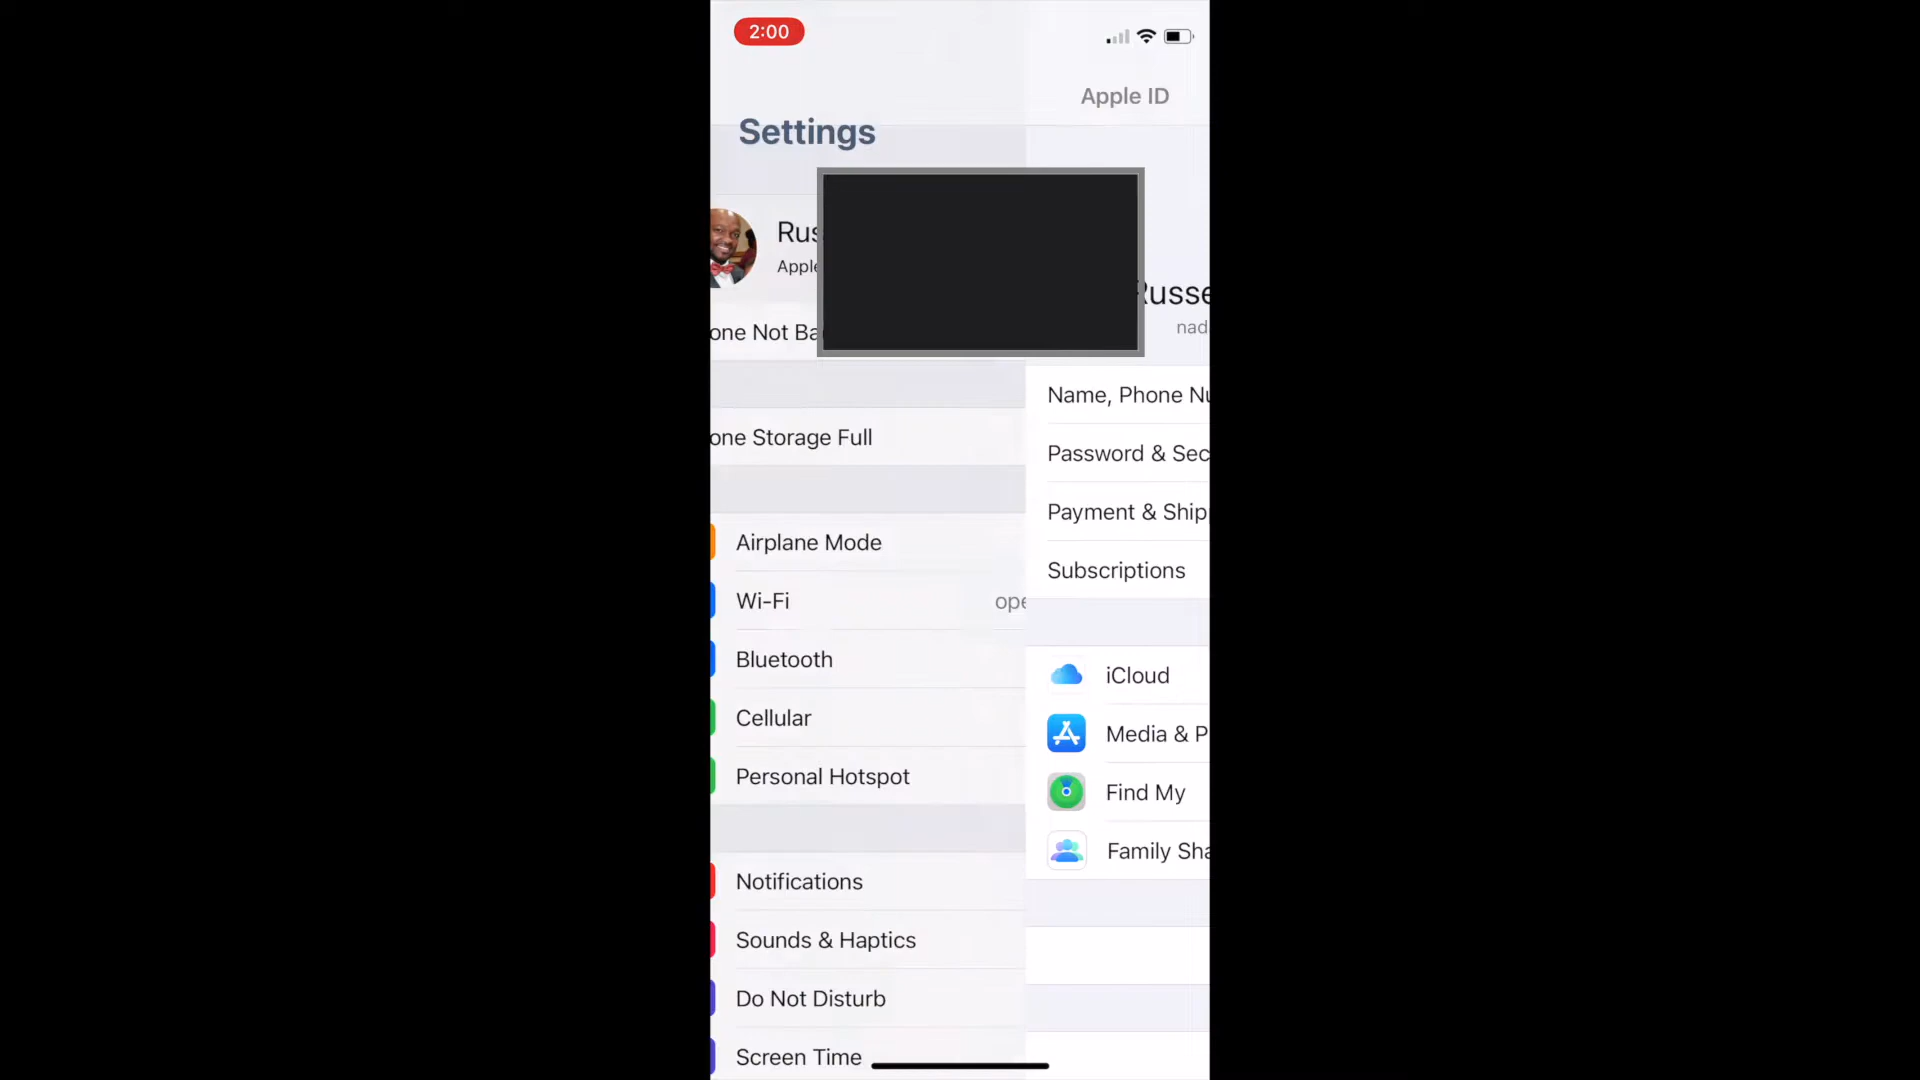 2:00
Apple ID
Settings
Rus
Apple
one Not Ba
Russe
nad
one Storage Full
Name, Phone Nu
Password & Sec
Payment & Ship
Subscriptions
Airplane Mode
Wi-Fi ope
Bluetooth
Cellular
Personal Hotspot
iCloud
Media & P
Find My
Family Sha
Notifications
Sounds & Haptics
Do Not Disturb
Screen Time